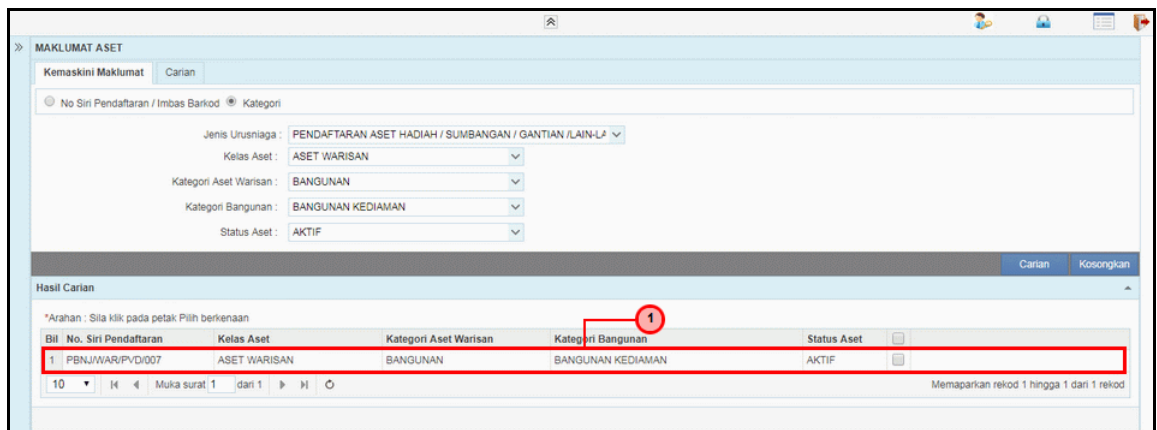 MAKLUMAT ASET
Kemaskini Maklumat Carian
No Siri Pendaftaran / Imbas Barkod Kategori
Jenis Urusniaga : PENDAFTARAN ASET HADIAH / SUMBANGAN / GANTIAN /LAIN-LA
Kelas Aset : ASET WARISAN
Kategori Aset Warisan : BANGUNAN
Kategori Bangunan : BANGUNAN KEDIAMAN
Status Aset : AKTIF
Carian Kosongkan
Hasil Carian
*Arahan : Sila klik pada petak Pilih berkenaan
1
Bil No. Siri Pendaftaran Kelas Aset Kategori Aset Warisan Kategori Bangunan Status Aset
1 PBNJ/WAR/PVD/007 ASET WARISAN BANGUNAN BANGUNAN KEDIAMAN AKTIF
10 Muka surat 1 dari 1 Memaparkan rekod 1 hingga 1 dari 1 rekod